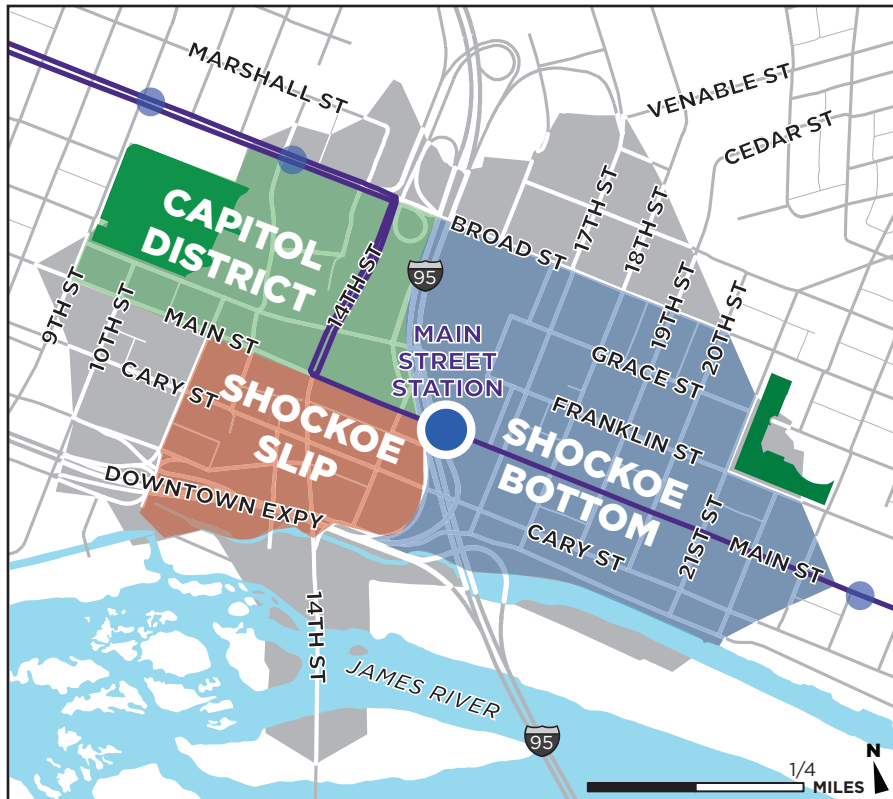 MARSHALL ST
VENABLE ST
CEDAR ST
CAPITOL
DISTRICT
BROAD ST
17TH ST
18TH ST
19TH ST
20TH ST
14TH ST
95
9TH ST
10TH ST
MAIN ST
MAIN
STREET
STATION
GRACE ST
CARY ST
SHOCKOE
SLIP
FRANKLIN ST
SHOCKOE
BOTTOM
DOWNTOWN EXPY
CARY ST
21ST ST
MAIN ST
14TH ST
JAMES RIVER
95
N
1/4
MILES